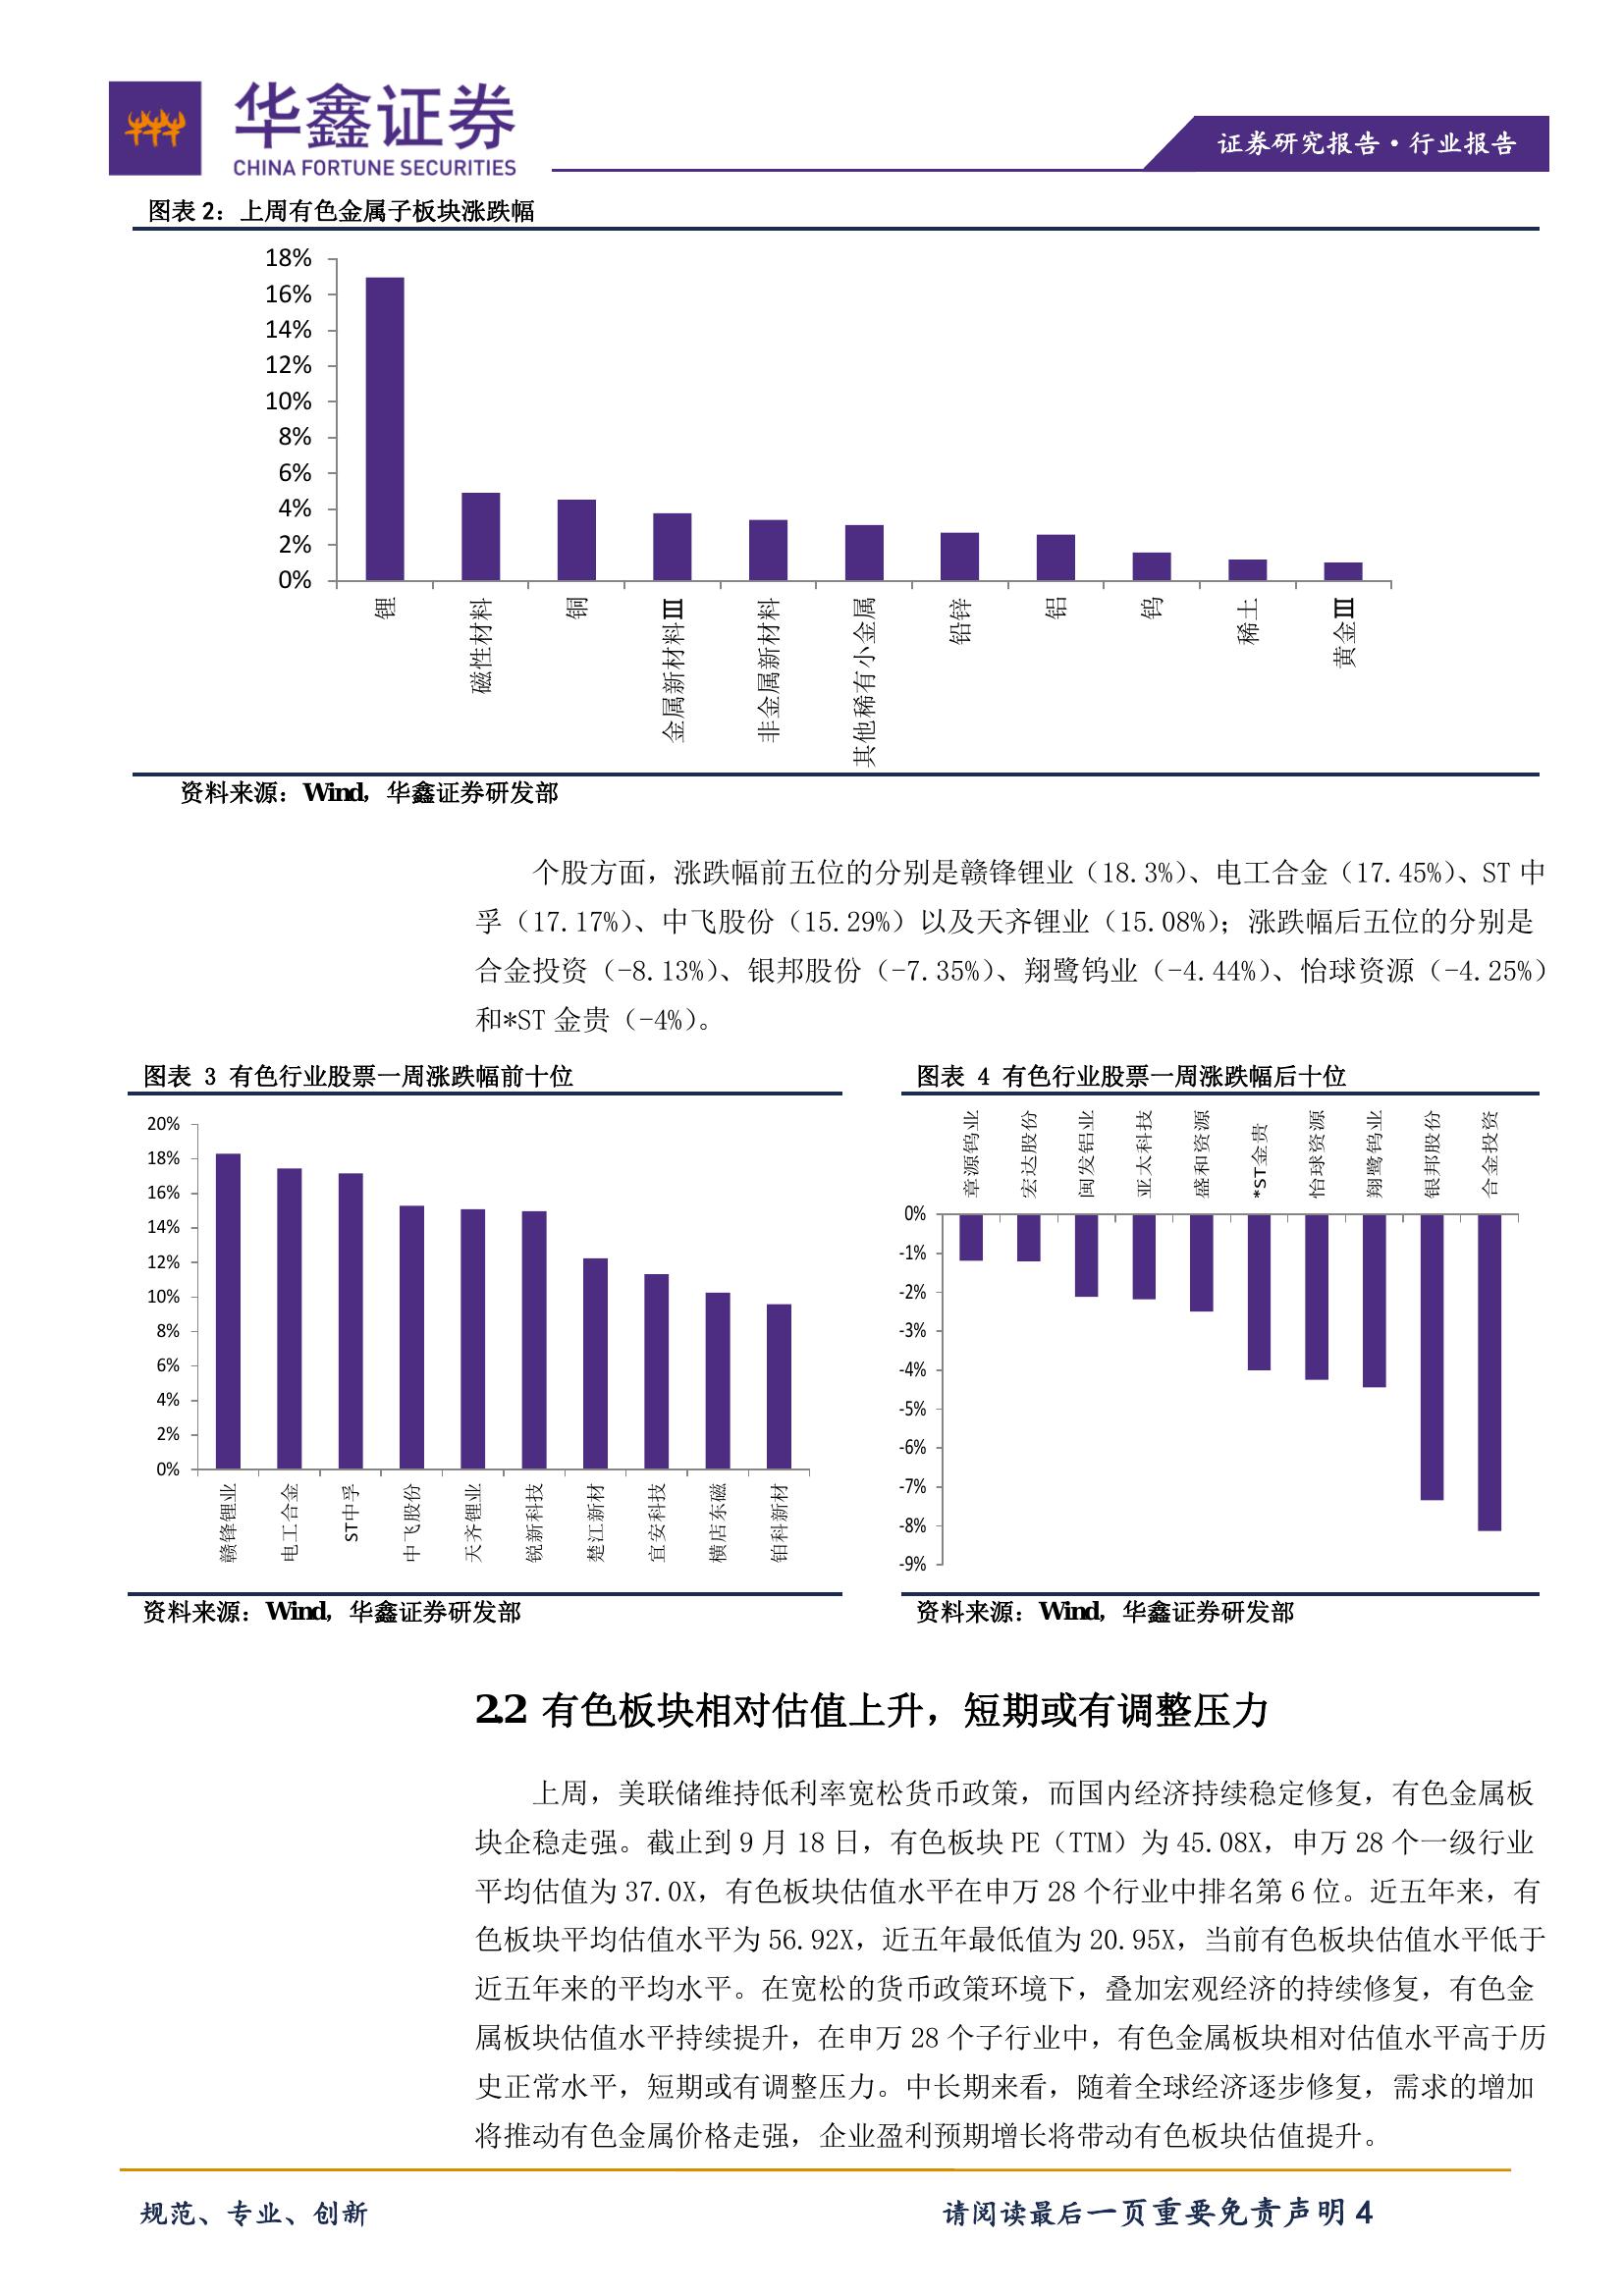 华鑫证券
CHINA FORTUNE SECURITIES
证券研究报告·行业报告
图表 2：上周有色金属子板块涨跌幅
18%
16%
14%
12%
10%
8%
6%
4%
2%
0%
锂
磁性材料
铜
金属新材料Ⅲ
非金属新材料
其他稀有小金属
铅锌
铝
钨
稀土
黄金Ⅲ
资料来源：Wind，华鑫证券研发部
个股方面，涨跌幅前五位的分别是赣锋锂业（18.3%）、电工合金（17.45%）、ST 中
孚（17.17%）、中飞股份（15.29%）以及天齐锂业（15.08%）；涨跌幅后五位的分别是
合金投资（-8.13%）、银邦股份（-7.35%）、翔鹭钨业（-4.44%）、怡球资源（-4.25%）
和*ST 金贵（-4%）。
图表 3 有色行业股票一周涨跌幅前十位
20%
18%
16%
14%
12%
10%
8%
6%
4%
2%
0%
赣锋锂业
电工合金
ST中孚
中飞股份
天齐锂业
锐新科技
楚江新材
宜安科技
横店东磁
铂科新材
资料来源：Wind，华鑫证券研发部
图表 4 有色行业股票一周涨跌幅后十位
章源钨业
宏达股份
闽发铝业
亚太科技
盛和资源
*ST金贵
怡球资源
翔鹭钨业
银邦股份
合金投资
0%
-1%
-2%
-3%
-4%
-5%
-6%
-7%
-8%
-9%
资料来源：Wind，华鑫证券研发部
2.2 有色板块相对估值上升，短期或有调整压力
上周，美联储维持低利率宽松货币政策，而国内经济持续稳定修复，有色金属板
块企稳走强。截止到 9 月 18 日，有色板块 PE（TTM）为 45.08X，申万 28 个一级行业
平均估值为 37.0X，有色板块估值水平在申万 28 个行业中排名第 6 位。近五年来，有
色板块平均估值水平为 56.92X，近五年最低值为 20.95X，当前有色板块估值水平低于
近五年来的平均水平。在宽松的货币政策环境下，叠加宏观经济的持续修复，有色金
属板块估值水平持续提升，在申万 28 个子行业中，有色金属板块相对估值水平高于历
史正常水平，短期或有调整压力。中长期来看，随着全球经济逐步修复，需求的增加
将推动有色金属价格走强，企业盈利预期增长将带动有色板块估值提升。
规范、专业、创新
请阅读最后一页重要免责声明 4